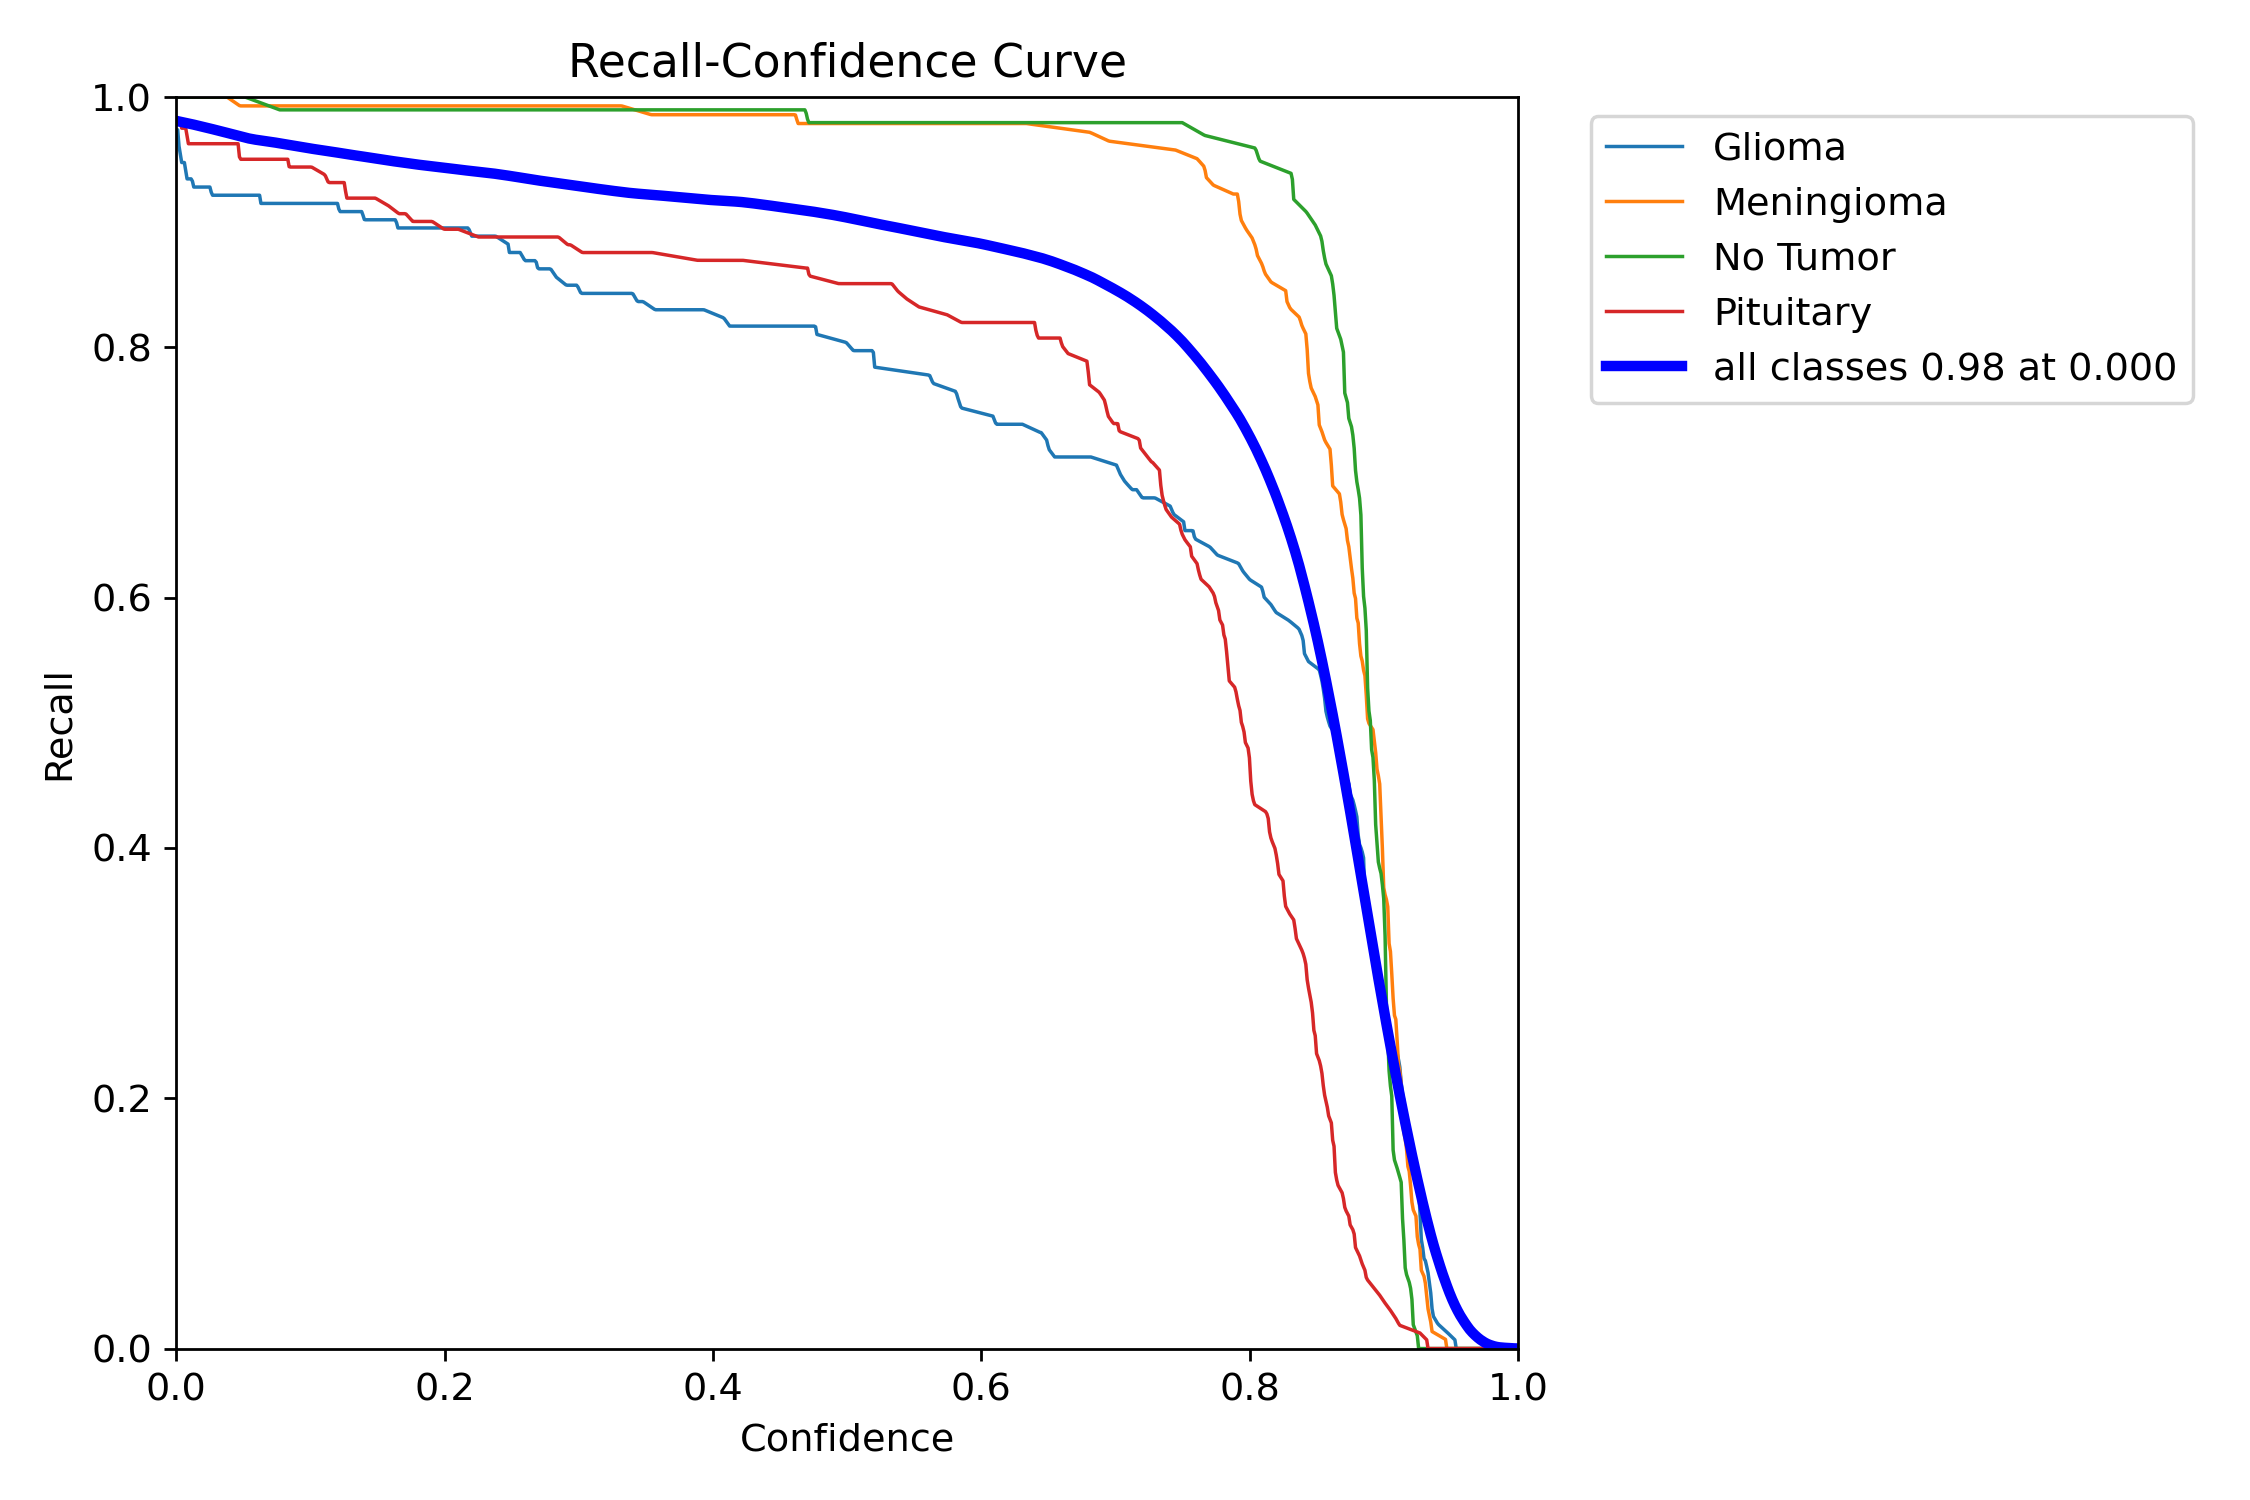 Recall-Confidence Curve
1.0
0.8
0.6
0.4
0.2
0.0
Recall
0.0 0.2 0.4 0.6 0.8 1.0
Confidence
Glioma
Meningioma
No Tumor
Pituitary
all classes 0.98 at 0.000